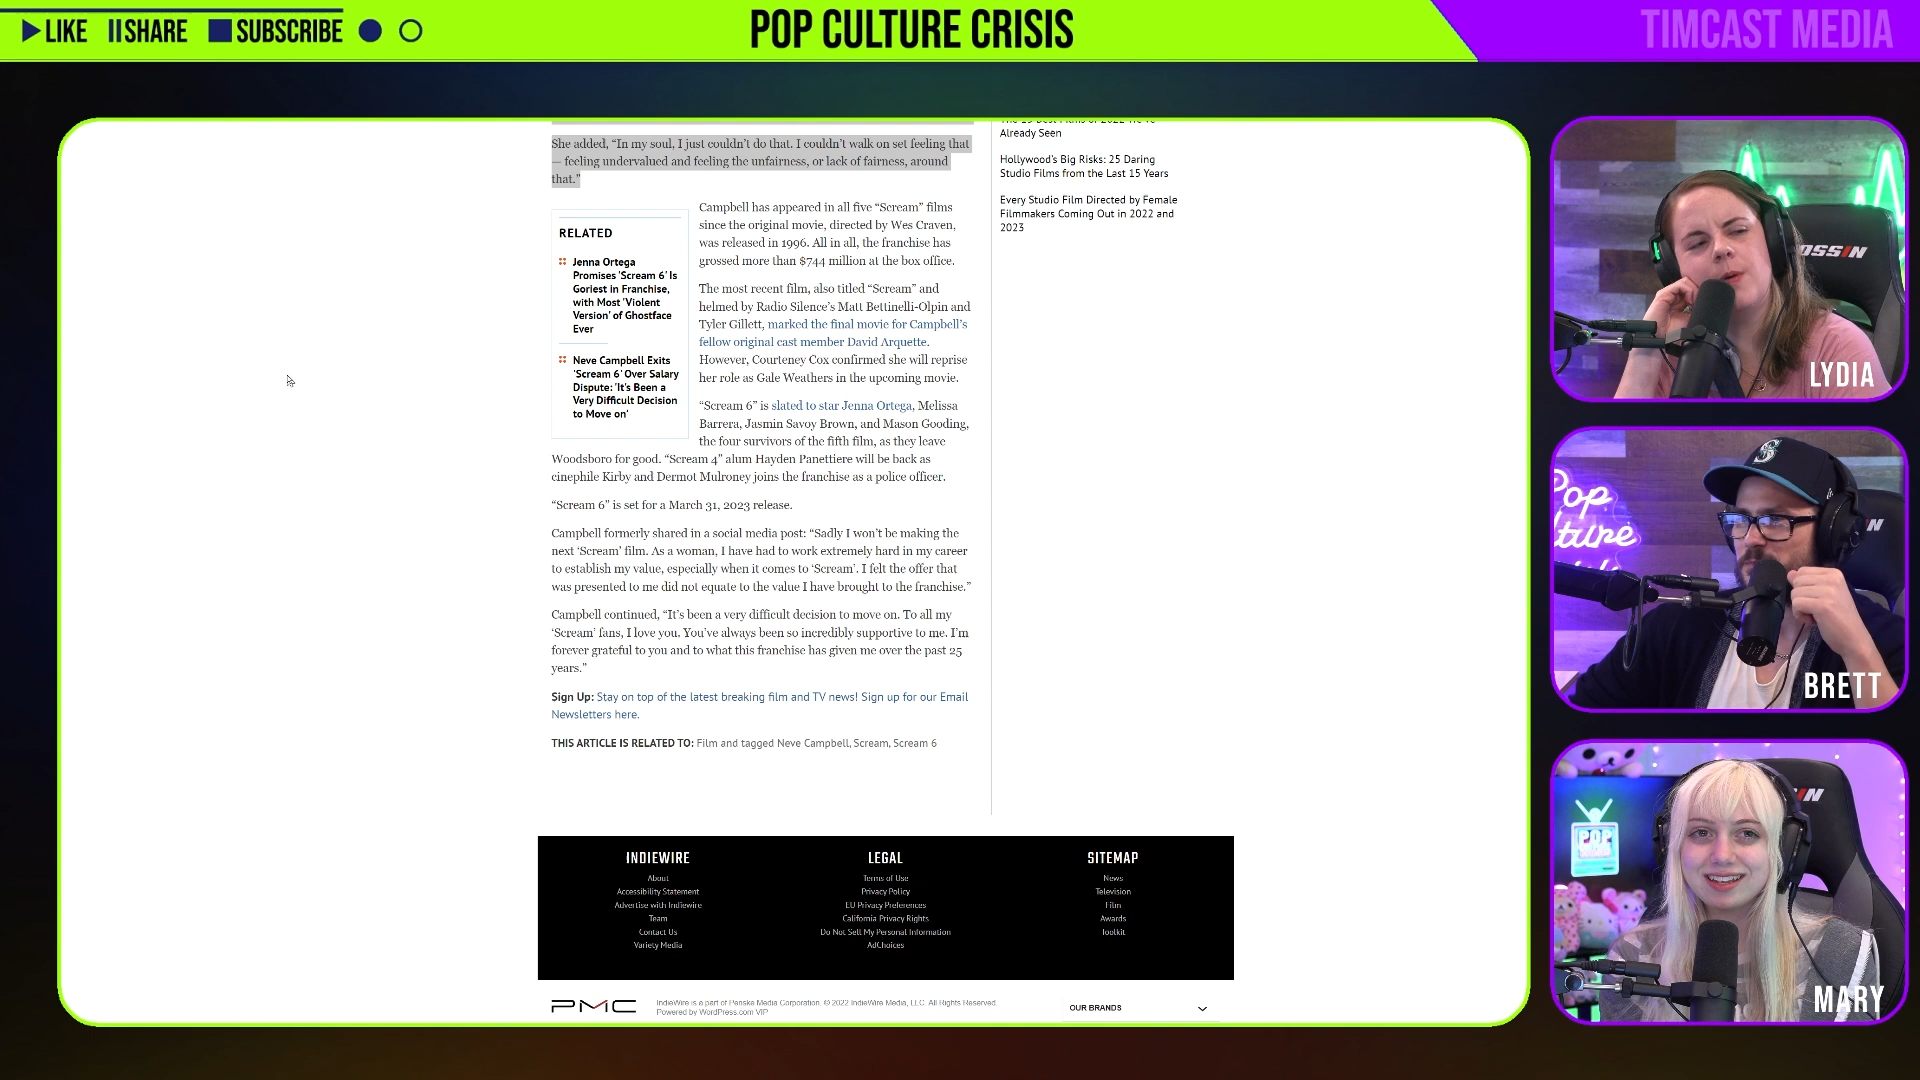 LIKE SHARE SUBSCRIBE
POP CULTURE CRISIS
TIMCAST MEDIA
She added, “In my soul, I just couldn’t do that. I couldn’t walk on set feeling that
— feeling undervalued and feeling the unfairness, or lack of fairness, around
that.”
RELATED
Jenna Ortega
Promises 'Scream 6' Is
Goriest in Franchise,
with Most 'Violent
Version' of Ghostface
Ever
Neve Campbell Exits
'Scream 6' Over Salary
Dispute: 'It's Been a
Very Difficult Decision
to Move on'
Campbell has appeared in all five “Scream” films
since the original movie, directed by Wes Craven,
was released in 1996. All in all, the franchise has
grossed more than $744 million at the box office.
The most recent film, also titled “Scream” and
helmed by Radio Silence’s Matt Bettinelli-Olpin and
Tyler Gillett, marked the final movie for Campbell’s
fellow original cast member David Arquette.
However, Courteney Cox confirmed she will reprise
her role as Gale Weathers in the upcoming movie.
“Scream 6” is slated to star Jenna Ortega, Melissa
Barrera, Jasmin Savoy Brown, and Mason Gooding,
the four survivors of the fifth film, as they leave
Woodsboro for good. “Scream 4” alum Hayden Panettiere will be back as
cinephile Kirby and Dermot Mulroney joins the franchise as a police officer.
“Scream 6” is set for a March 31, 2023 release.
Campbell formerly shared in a social media post: “Sadly I won’t be making the
next ‘Scream’ film. As a woman, I have had to work extremely hard in my career
to establish my value, especially when it comes to ‘Scream’. I felt the offer that
was presented to me did not equate to the value I have brought to the franchise.”
Campbell continued, “It’s been a very difficult decision to move on. To all my
‘Scream’ fans, I love you. You’ve always been so incredibly supportive to me. I’m
forever grateful to you and to what this franchise has given me over the past 25
years.”
Sign Up: Stay on top of the latest breaking film and TV news! Sign up for our Email
Newsletters here.
THIS ARTICLE IS RELATED TO: Film and tagged Neve Campbell, Scream, Scream 6
Already Seen
Hollywood’s Big Risks: 25 Daring
Studio Films from the Last 15 Years
Every Studio Film Directed by Female
Filmmakers Coming Out in 2022 and
2023
INDIEWIRE
About
Accessibility Statement
Advertise with Indiewire
Team
Contact Us
Variety Media
LEGAL
Terms of Use
Privacy Policy
EU Privacy Preferences
California Privacy Rights
Do Not Sell My Personal Information
AdChoices
SITEMAP
News
Television
Film
Awards
Toolkit
PMC
IndieWire is a part of Penske Media Corporation. © 2022 IndieWire Media, LLC. All Rights Reserved.
Powered by WordPress.com VIP
OUR BRANDS
LYDIA
Pop
BRETT
POP
MARY